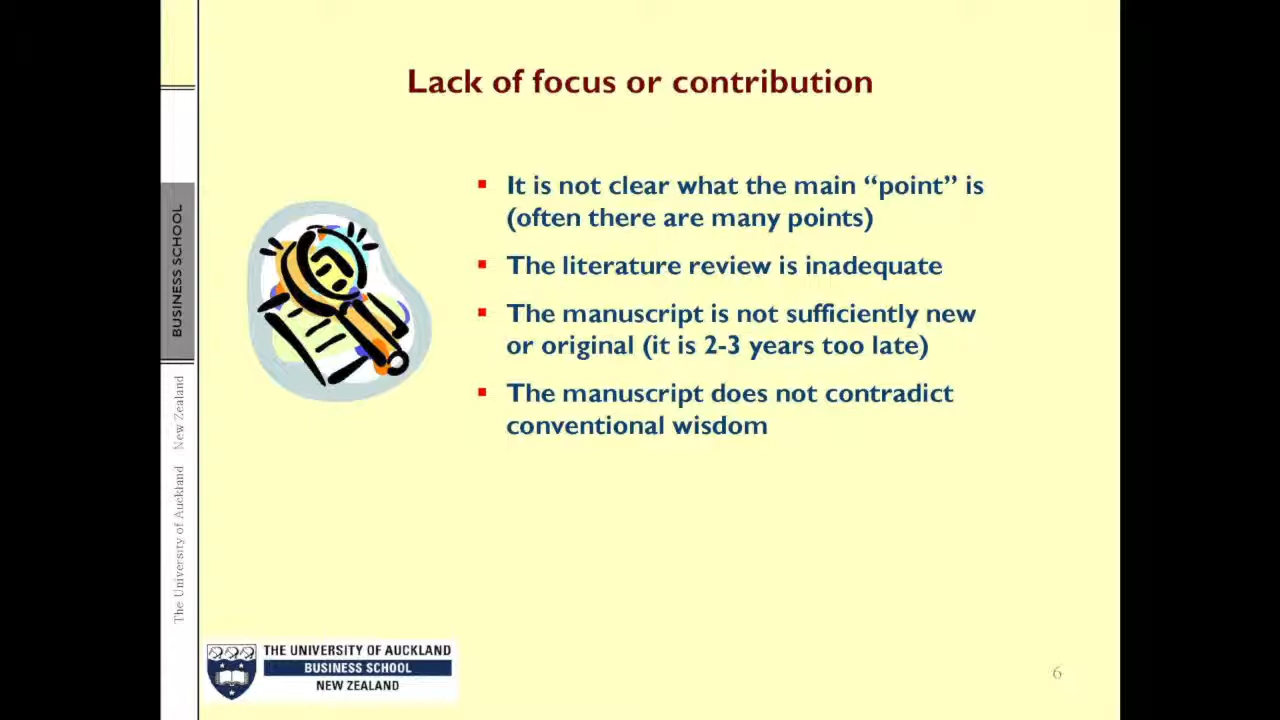 Lack of focus or contribution
▪ It is not clear what the main “point” is
(often there are many points)
▪ The literature review is inadequate
▪ The manuscript is not sufficiently new
or original (it is 2-3 years too late)
▪ The manuscript does not contradict
conventional wisdom
BUSINESS SCHOOL
The University of Auckland New Zealand
THE UNIVERSITY OF AUCKLAND
BUSINESS SCHOOL
NEW ZEALAND
6